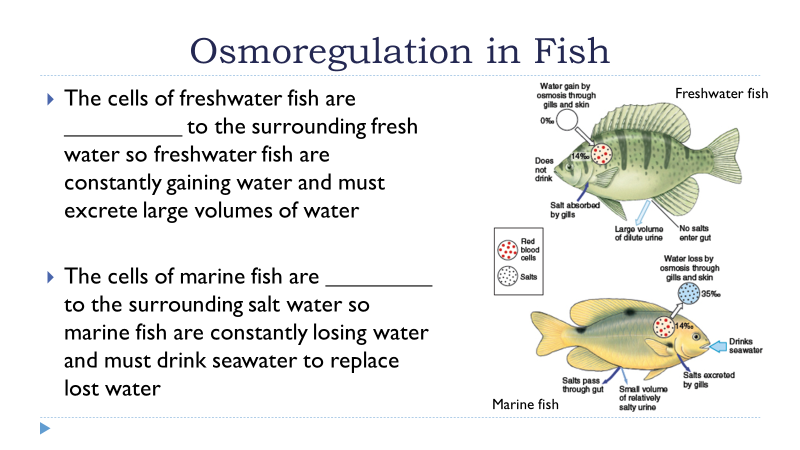 Osmoregulation in Fish
The cells of freshwater fish are
___________ to the surrounding fresh
water so freshwater fish are
constantly gaining water and must
excrete large volumes of water
The cells of marine fish are __________
to the surrounding salt water so
marine fish are constantly losing water
and must drink seawater to replace
lost water
Water gain by
osmosis through
gills and skin
Freshwater fish
0‰
14‰
Does
not
drink
Salt absorbed
by gills
Large volume
of dilute urine
No salts
enter gut
Red
blood
cells
Salts
Water loss by
osmosis through
gills and skin
35‰
14‰
Drinks
seawater
Salts pass
through gut
Small volume
of relatively
salty urine
Salts excreted
by gills
Marine fish